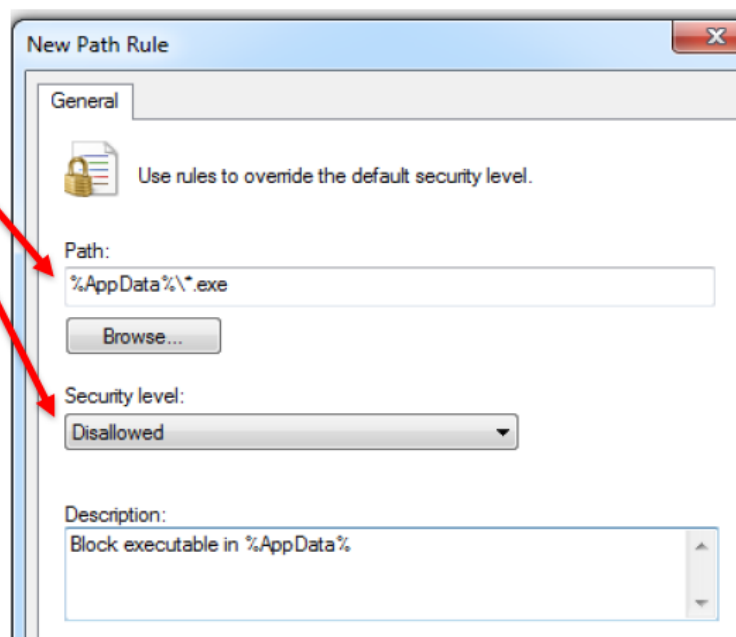 New Path Rule
General
Use rules to override the default security level.
Path:
%AppData%\*.exe
Browse...
Security level:
Disallowed
Description:
Block executable in %AppData%